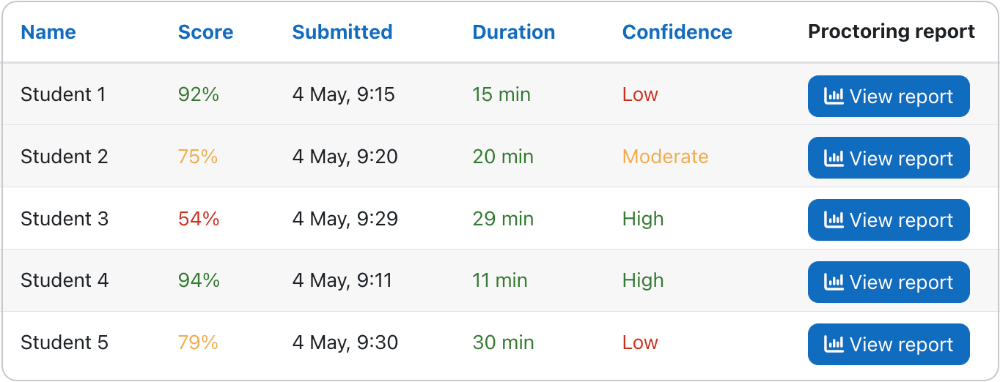 Name Score Submitted Duration Confidence Proctoring report
Student 1 92% 4 May, 9:15 15 min Low View report
Student 2 75% 4 May, 9:20 20 min Moderate View report
Student 3 54% 4 May, 9:29 29 min High View report
Student 4 94% 4 May, 9:11 11 min High View report
Student 5 79% 4 May, 9:30 30 min Low View report